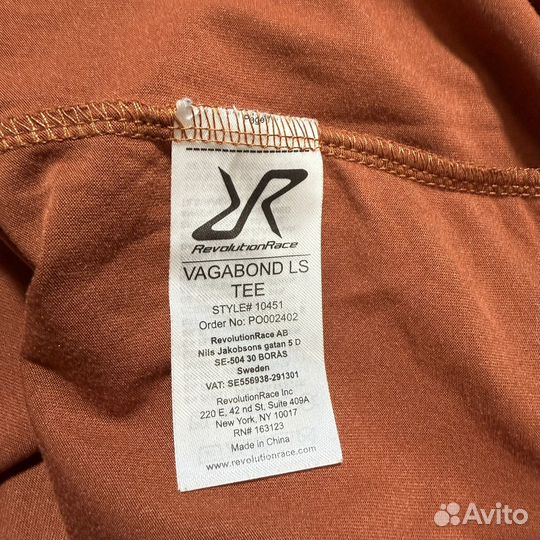 RevolutionRace
VAGABOND LS
TEE
STYLE# 10451
Order No: PO002402
RevolutionRace AB
Nils Jakobsons gatan 5 D
SE-504 30 BORÅS
Sweden
VAT: SE556938-291301
RevolutionRace Inc
220 E, 42 nd St, Suite 409A
New York, NY 10017
RN# 163123
Made in China
www.revolutionrace.com
Avito